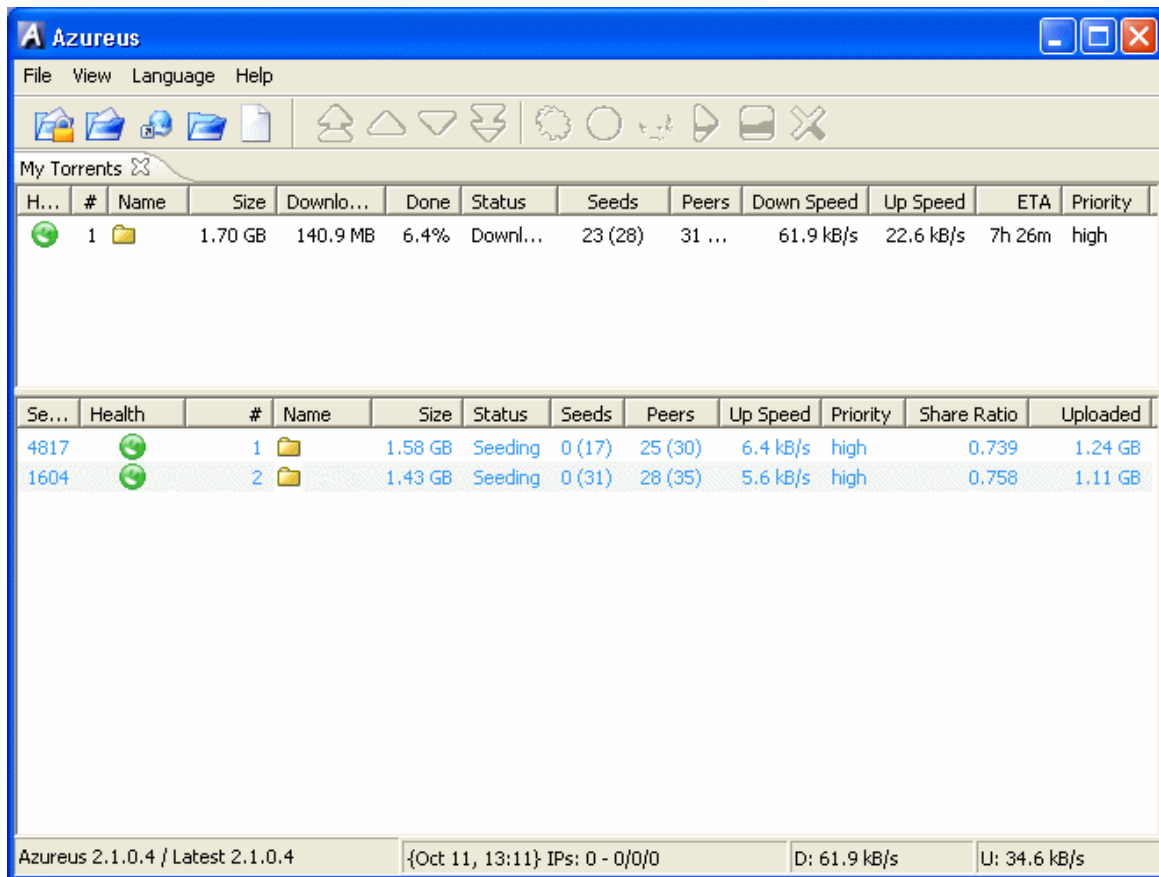 Azureus
File View Language Help
My Torrents
H... # Name Size Downlo... Done Status Seeds Peers Down Speed Up Speed ETA Priority
1 1.70 GB 140.9 MB 6.4% Downl... 23 (28) 31 ... 61.9 kB/s 22.6 kB/s 7h 26m high
Se... Health # Name Size Status Seeds Peers Up Speed Priority Share Ratio Uploaded
4817 1 1.58 GB Seeding 0 (17) 25 (30) 6.4 kB/s high 0.739 1.24 GB
1604 2 1.43 GB Seeding 0 (31) 28 (35) 5.6 kB/s high 0.758 1.11 GB
Azureus 2.1.0.4 / Latest 2.1.0.4 {Oct 11, 13:11} IPs: 0 - 0/0/0 D: 61.9 kB/s U: 34.6 kB/s